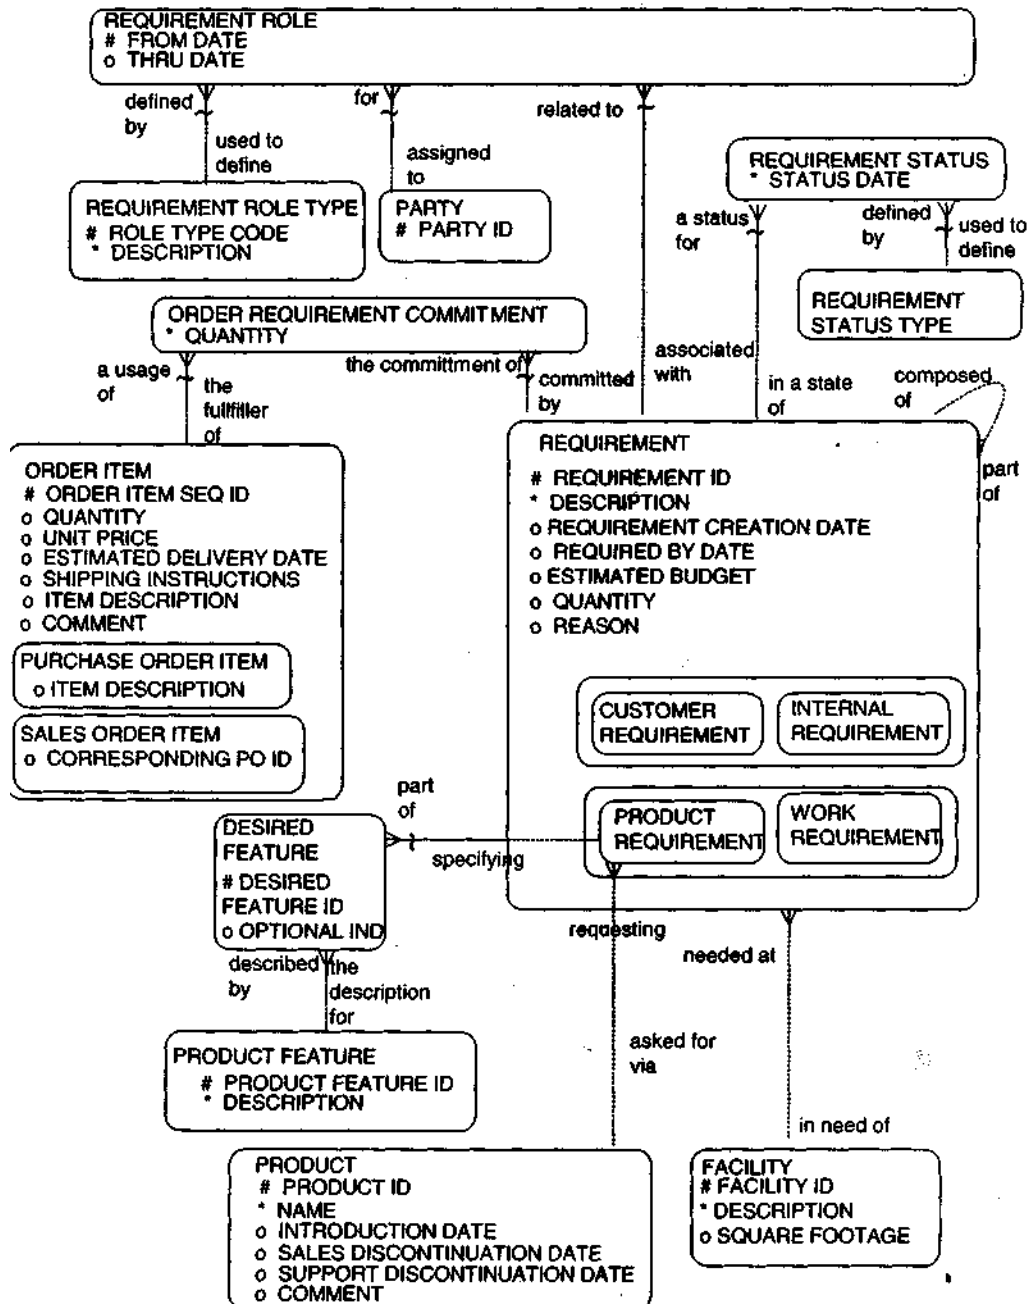 REQUIREMENT ROLE
# FROM DATE
o THRU DATE
defined
by
used to
define
for
assigned
to
related to
REQUIREMENT STATUS
* STATUS DATE
REQUIREMENT ROLE TYPE
# ROLE TYPE CODE
* DESCRIPTION
PARTY
# PARTY ID
a status
for
defined
by
used to
define
REQUIREMENT
STATUS TYPE
ORDER REQUIREMENT COMMITMENT
* QUANTITY
a usage
of
the
fullfiller
of
the committment of
committed
by
associated
with
in a state
of
composed
of
part
of
ORDER ITEM
# ORDER ITEM SEQ ID
o QUANTITY
o UNIT PRICE
o ESTIMATED DELIVERY DATE
o SHIPPING INSTRUCTIONS
o ITEM DESCRIPTION
o COMMENT
PURCHASE ORDER ITEM
o ITEM DESCRIPTION
SALES ORDER ITEM
o CORRESPONDING PO ID
REQUIREMENT
# REQUIREMENT ID
* DESCRIPTION
o REQUIREMENT CREATION DATE
o REQUIRED BY DATE
o ESTIMATED BUDGET
o QUANTITY
o REASON
CUSTOMER
REQUIREMENT
INTERNAL
REQUIREMENT
PRODUCT
REQUIREMENT
WORK
REQUIREMENT
part
of
specifying
DESIRED
FEATURE
# DESIRED
FEATURE ID
o OPTIONAL IND
described
by
the
description
for
requesting
needed at
PRODUCT FEATURE
# PRODUCT FEATURE ID
* DESCRIPTION
asked for
via
in need of
PRODUCT
# PRODUCT ID
* NAME
o INTRODUCTION DATE
o SALES DISCONTINUATION DATE
o SUPPORT DISCONTINUATION DATE
o COMMENT
FACILITY
# FACILITY ID
* DESCRIPTION
o SQUARE FOOTAGE